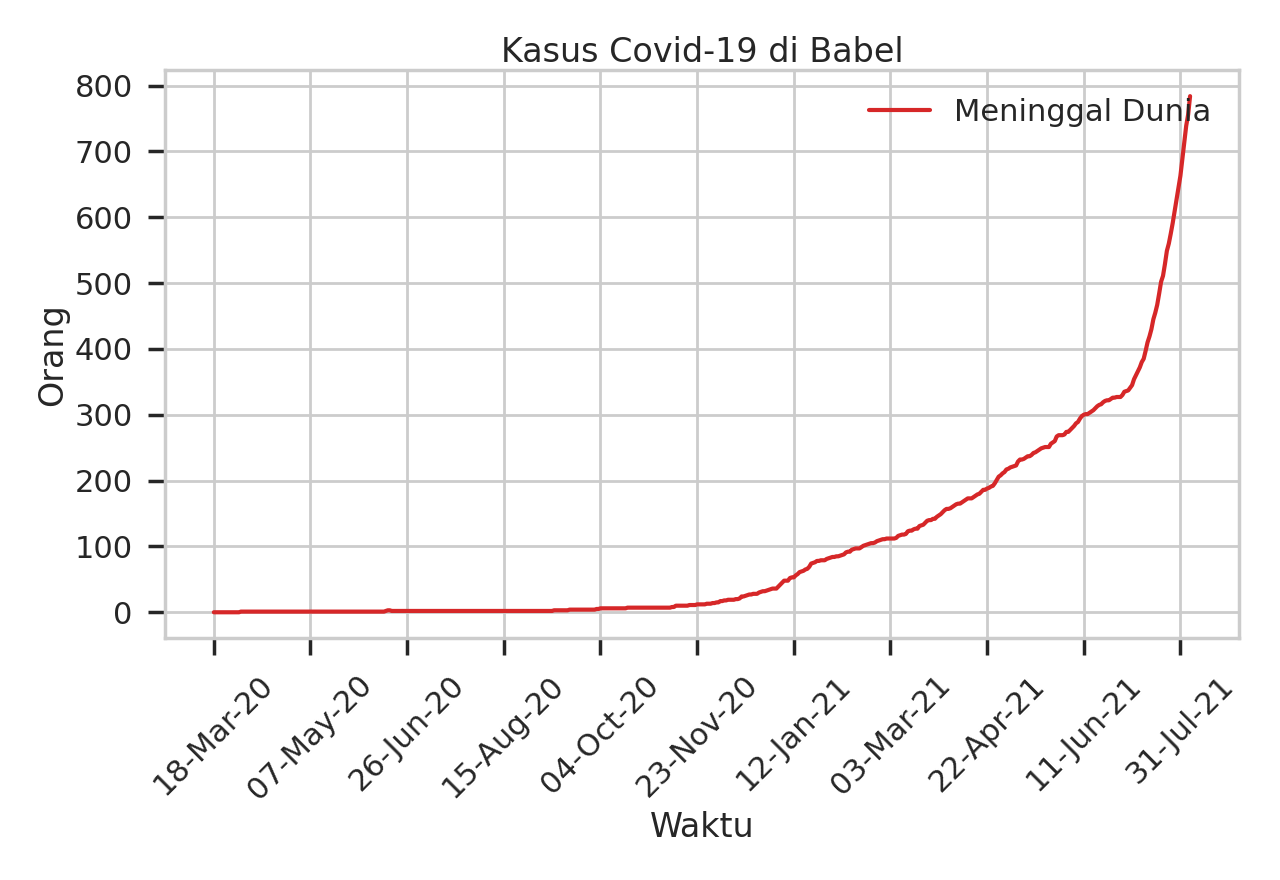 Kasus Covid-19 di Babel
Meninggal Dunia
Orang
800
700
600
500
400
300
200
100
0
18-Mar-20
07-May-20
26-Jun-20
15-Aug-20
04-Oct-20
23-Nov-20
12-Jan-21
03-Mar-21
22-Apr-21
11-Jun-21
31-Jul-21
Waktu